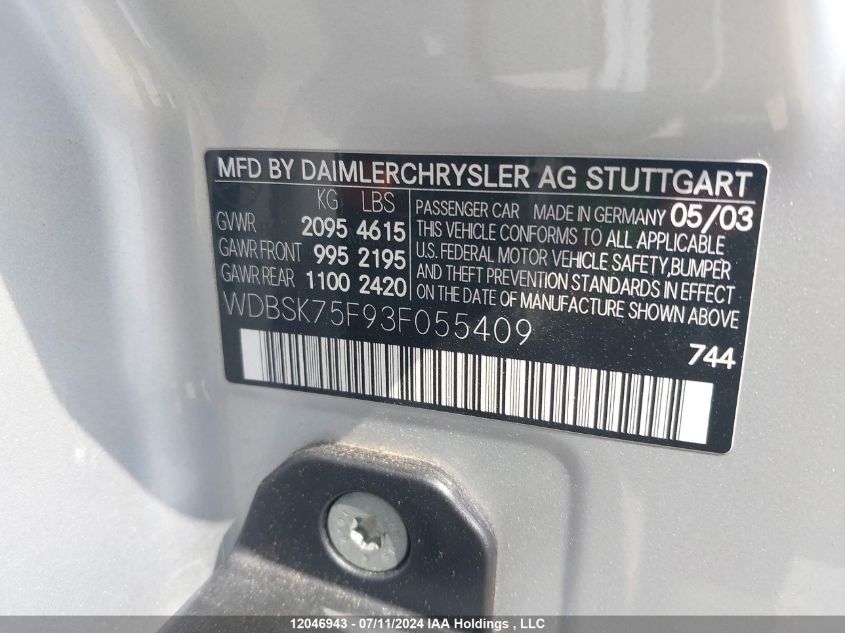 MFD BY DAIMLERCHRYSLER AG STUTTGART
KG LBS
GVWR 2095 4615
GAWR FRONT 995 2195
GAWR REAR 1100 2420
PASSENGER CAR MADE IN GERMANY 05/03
THIS VEHICLE CONFORMS TO ALL APPLICABLE
U.S. FEDERAL MOTOR VEHICLE SAFETY,BUMPER
AND THEFT PREVENTION STANDARDS IN EFFECT
ON THE DATE OF MANUFACTURE SHOWN ABOVE
WDBSK75F93F055409
744
12046943 - 07/11/2024 IAA Holdings , LLC